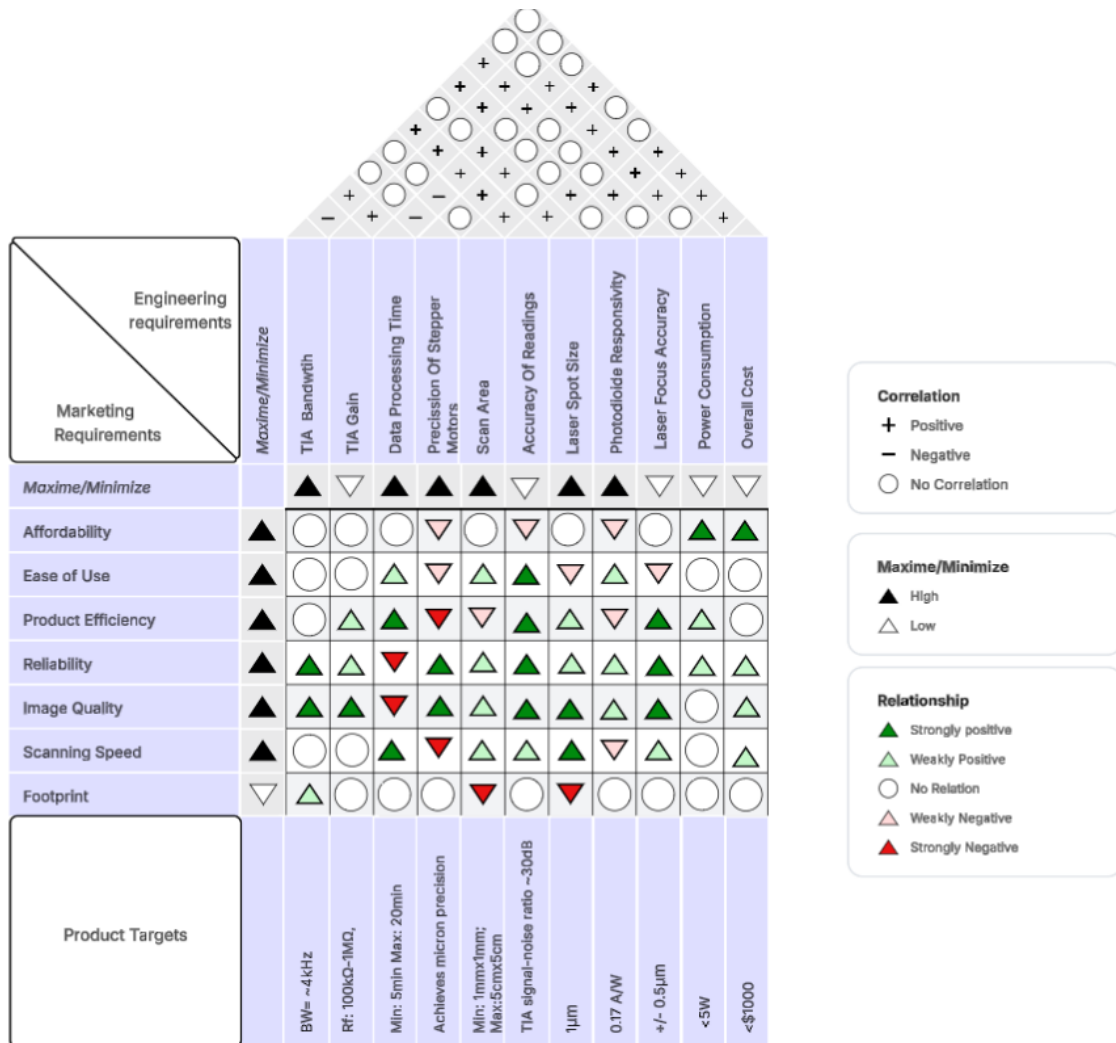 Engineering
requirements
Marketing
Requirements
Maxime/Minimize
TIA Bandwtih
TIA Gain
Data Processing Time
Precission Of Stepper
Motors
Scan Area
Accuracy Of Readings
Laser Spot Size
Photodioide Responsivity
Laser Focus Accuracy
Power Consumption
Overall Cost
Maxime/Minimize
Affordability
Ease of Use
Product Efficiency
Reliability
Image Quality
Scanning Speed
Footprint
Product Targets
BW= ~4kHz
Rf: 100kΩ-1MΩ,
Min: 5min Max: 20min
Achieves micron precision
Min: 1mmx1mm;
Max:5cmx5cm
TIA signal-noise ratio ~30dB
1µm
0.17 A/W
+/- 0.5µm
<5W
<$1000
Correlation
+ Positive
− Negative
No Correlation
Maxime/Minimize
High
Low
Relationship
Strongly positive
Weakly Positive
No Relation
Weakly Negative
Strongly Negative